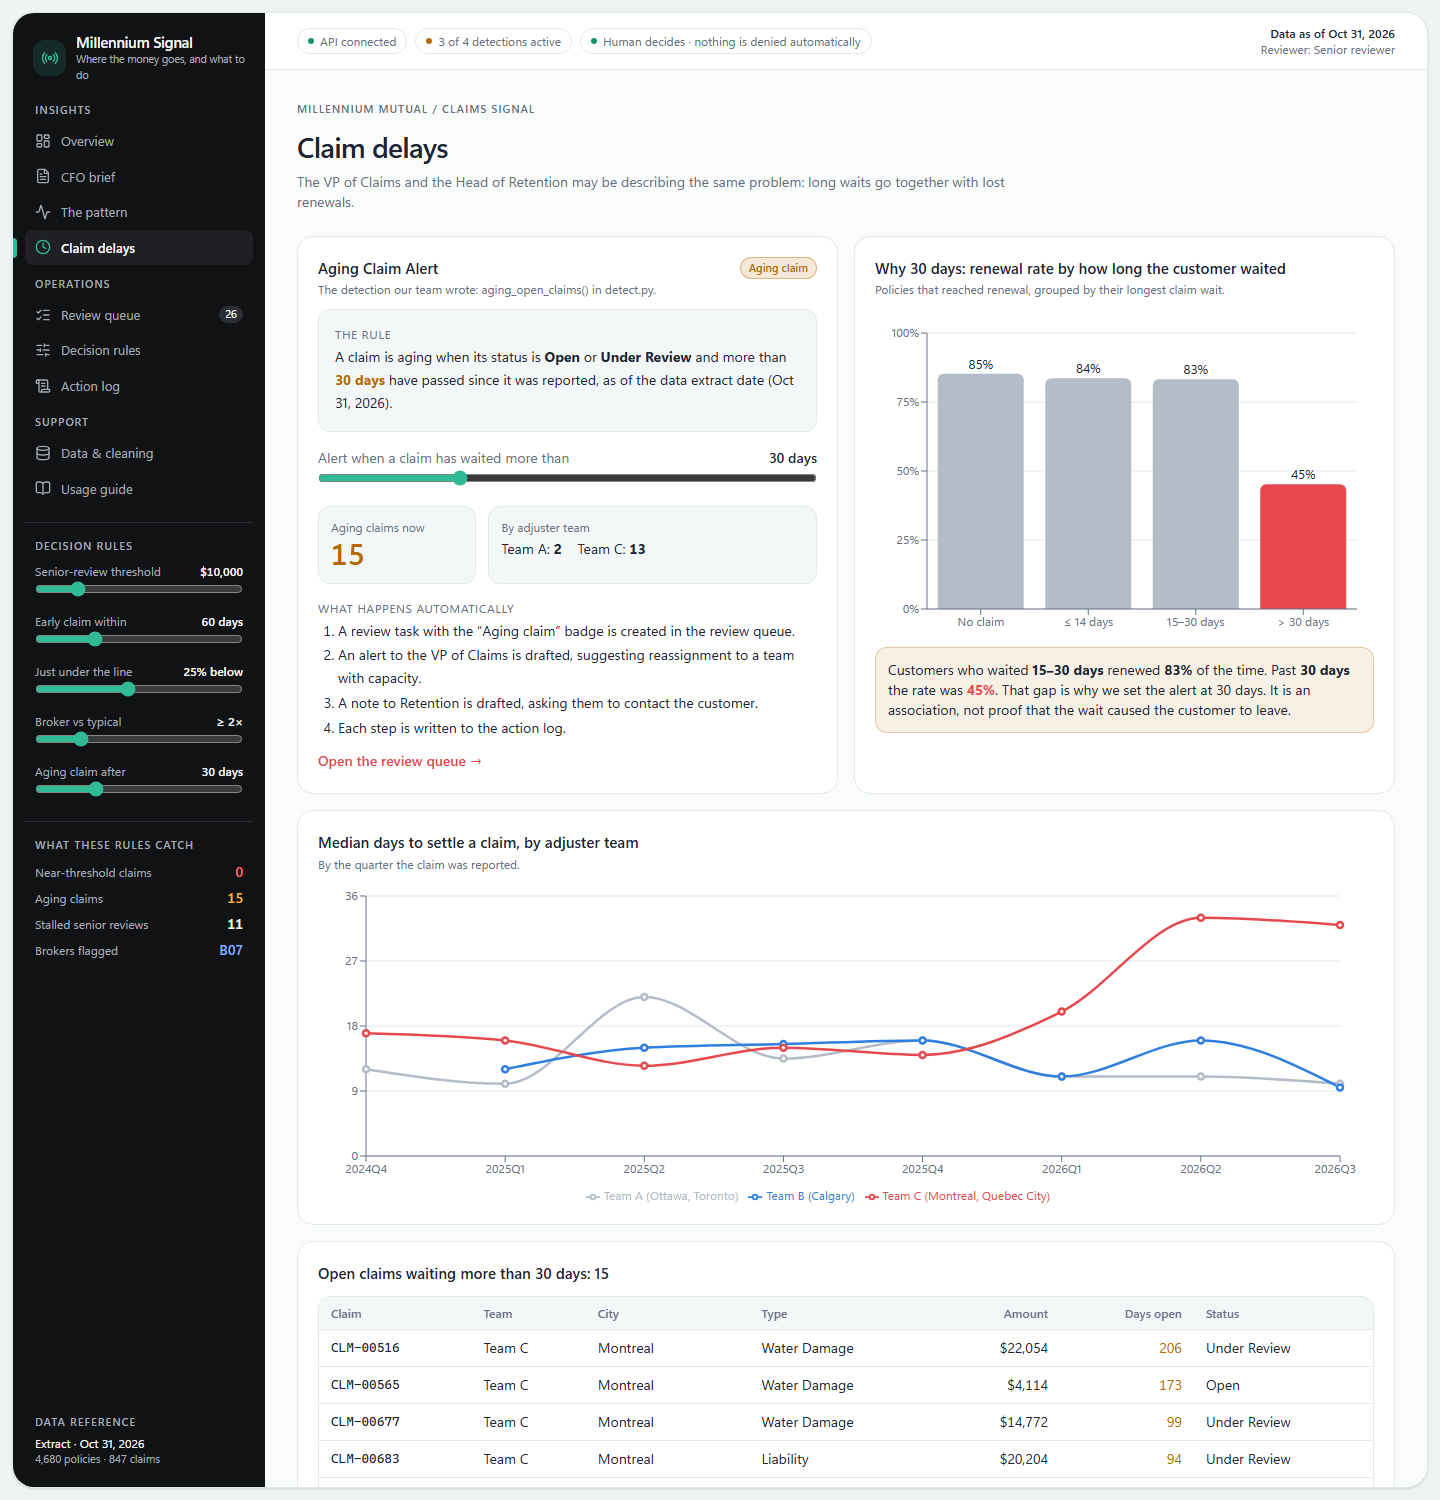 Millennium Signal
Where the money goes, and what to
do
INSIGHTS
Overview
CFO brief
The pattern
Claim delays
OPERATIONS
Review queue 26
Decision rules
Action log
SUPPORT
Data & cleaning
Usage guide
DECISION RULES
Senior-review threshold $10,000
Early claim within 60 days
Just under the line 25% below
Broker vs typical ≥ 2×
Aging claim after 30 days
WHAT THESE RULES CATCH
Near-threshold claims 0
Aging claims 15
Stalled senior reviews 11
Brokers flagged B07
DATA REFERENCE
Extract · Oct 31, 2026
4,680 policies · 847 claims
API connected
3 of 4 detections active
Human decides · nothing is denied automatically
Data as of Oct 31, 2026
Reviewer: Senior reviewer
MILLENNIUM MUTUAL / CLAIMS SIGNAL
Claim delays
The VP of Claims and the Head of Retention may be describing the same problem: long waits go together with lost
renewals.
Aging Claim Alert
Aging claim
The detection our team wrote: aging_open_claims() in detect.py.
THE RULE
A claim is aging when its status is Open or Under Review and more than
30 days have passed since it was reported, as of the data extract date (Oct
31, 2026).
Alert when a claim has waited more than 30 days
Aging claims now
15
By adjuster team
Team A: 2 Team C: 13
WHAT HAPPENS AUTOMATICALLY
1. A review task with the “Aging claim” badge is created in the review queue.
2. An alert to the VP of Claims is drafted, suggesting reassignment to a team
with capacity.
3. A note to Retention is drafted, asking them to contact the customer.
4. Each step is written to the action log.
Open the review queue →
Why 30 days: renewal rate by how long the customer waited
Policies that reached renewal, grouped by their longest claim wait.
100%
75%
50%
25%
0%
85%
84%
83%
45%
No claim
≤ 14 days
15–30 days
> 30 days
Customers who waited 15–30 days renewed 83% of the time. Past 30 days
the rate was 45%. That gap is why we set the alert at 30 days. It is an
association, not proof that the wait caused the customer to leave.
Median days to settle a claim, by adjuster team
By the quarter the claim was reported.
36
27
18
9
0
2024Q4 2025Q1 2025Q2 2025Q3 2025Q4 2026Q1 2026Q2 2026Q3
Team A (Ottawa, Toronto) Team B (Calgary) Team C (Montreal, Quebec City)
Open claims waiting more than 30 days: 15
Claim Team City Type Amount Days open Status
CLM-00516 Team C Montreal Water Damage $22,054 206 Under Review
CLM-00565 Team C Montreal Water Damage $4,114 173 Open
CLM-00677 Team C Montreal Water Damage $14,772 99 Under Review
CLM-00683 Team C Montreal Liability $20,204 94 Under Review